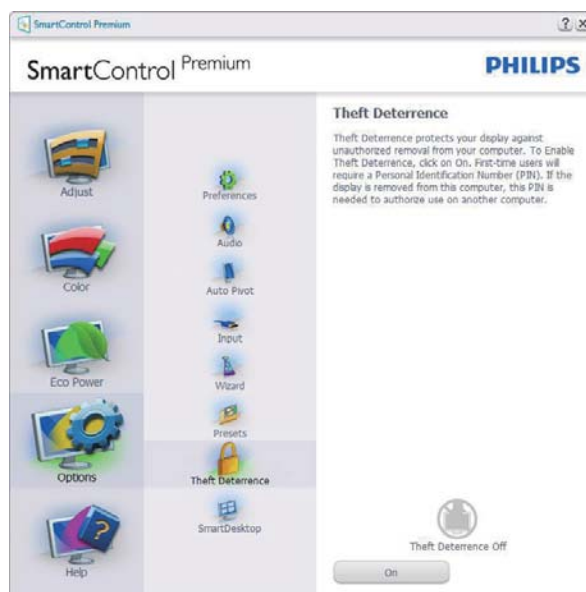 SmartControl Premium
SmartControl Premium
PHILIPS
Adjust
Color
Eco Power
Options
Help
Preferences
Audio
Auto Pivot
Input
Wizard
Presets
Theft Deterrence
SmartDesktop
Theft Deterrence
Theft Deterrence protects your display against
unauthorized removal from your computer. To Enable
Theft Deterrence, click on On. First-time users will
require a Personal Identification Number (PIN). If the
display is removed from this computer, this PIN is
needed to authorize use on another computer.
Theft Deterrence Off
On